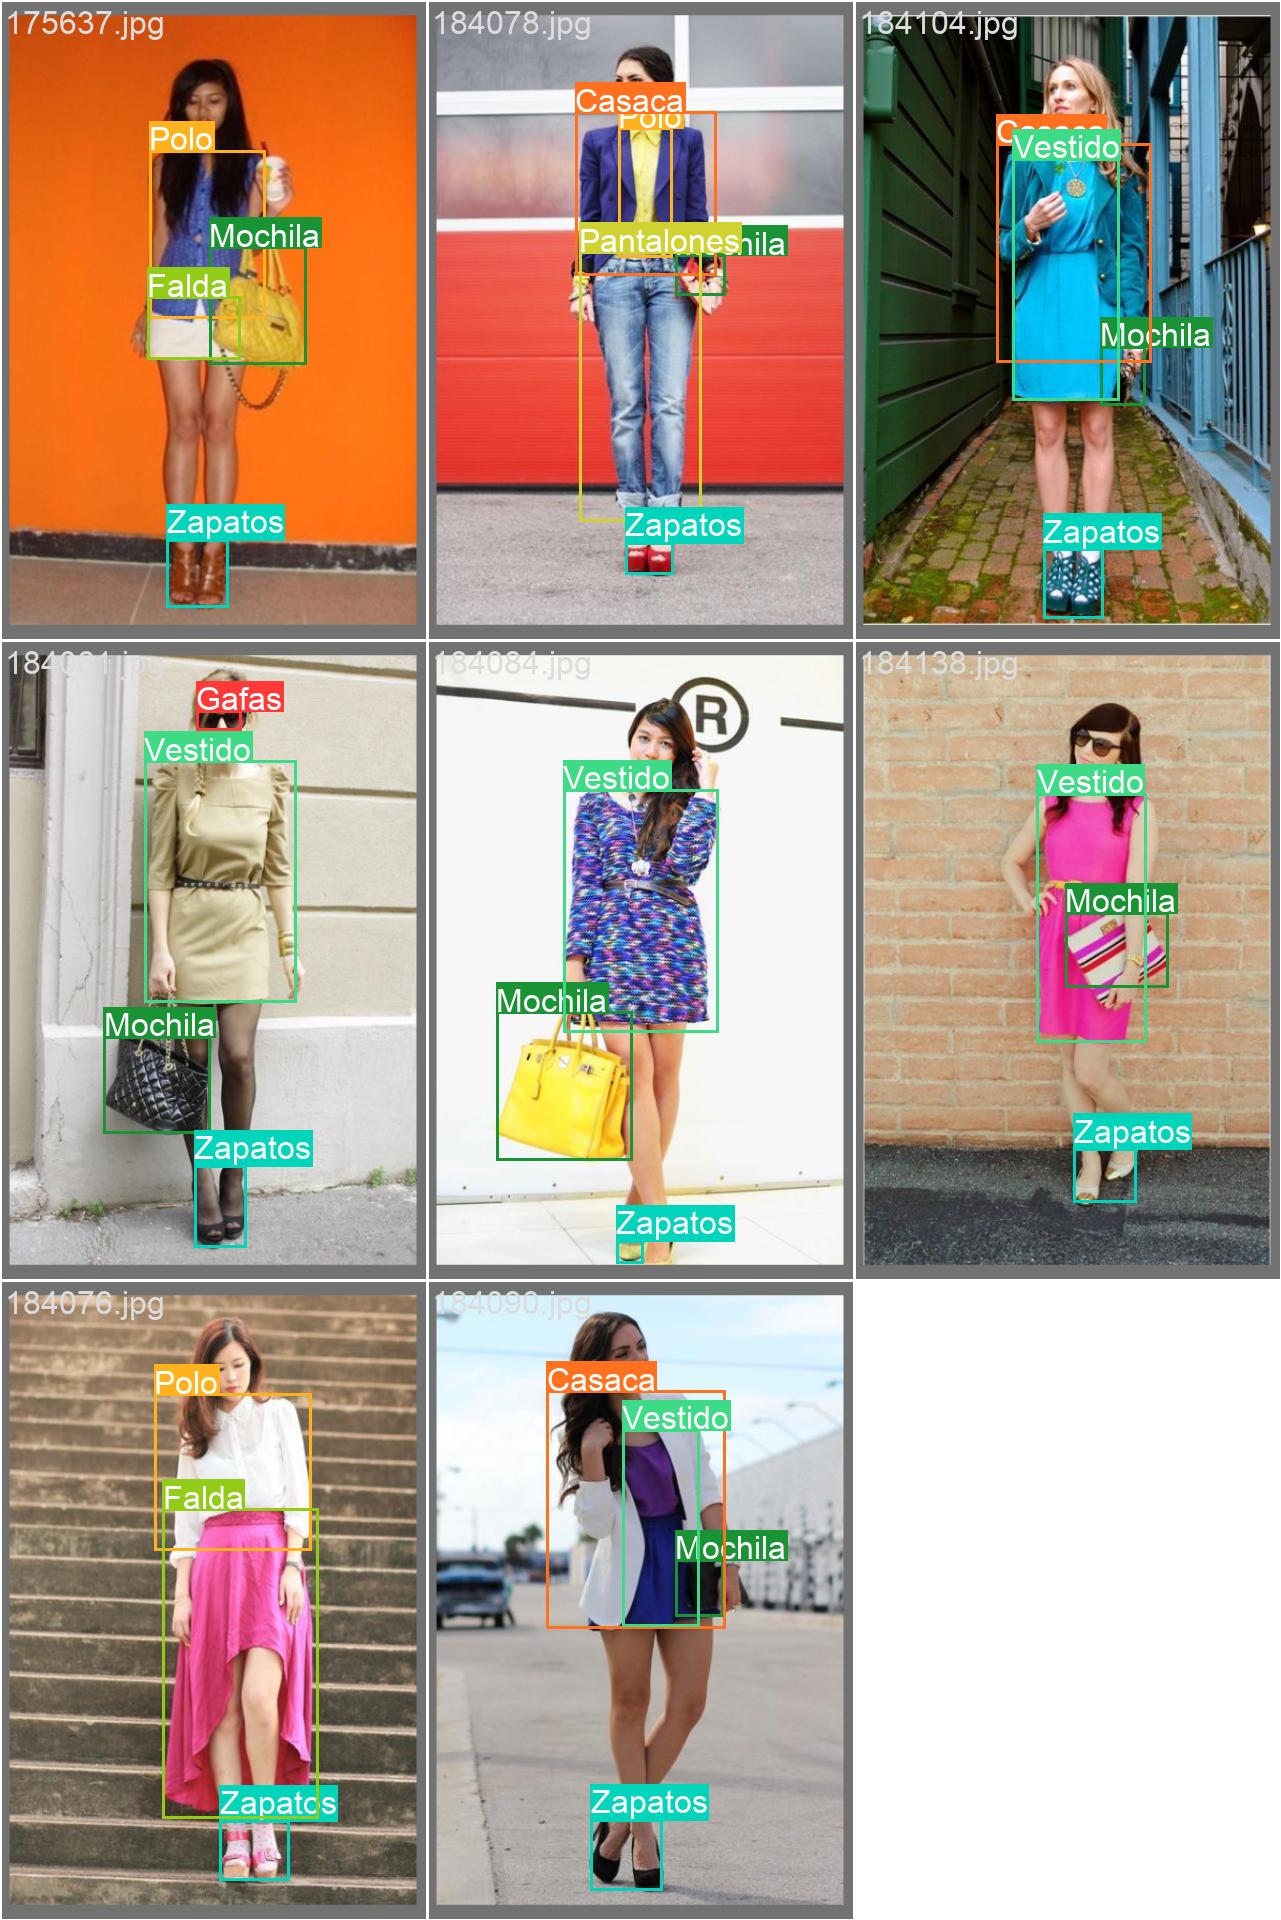 175637.jpg
Polo
Mochila
Falda
Zapatos
184078.jpg
Casaca
Polo
Pantalones
hila
Zapatos
184104.jpg
Casaca
Vestido
Mochila
Zapatos
Gafas
Vestido
Mochila
Zapatos
184084.jpg
R
Vestido
Mochila
Zapatos
184138.jpg
Vestido
Mochila
Zapatos
184076.jpg
Polo
Falda
Zapatos
184090.jpg
Casaca
Vestido
Mochila
Zapatos